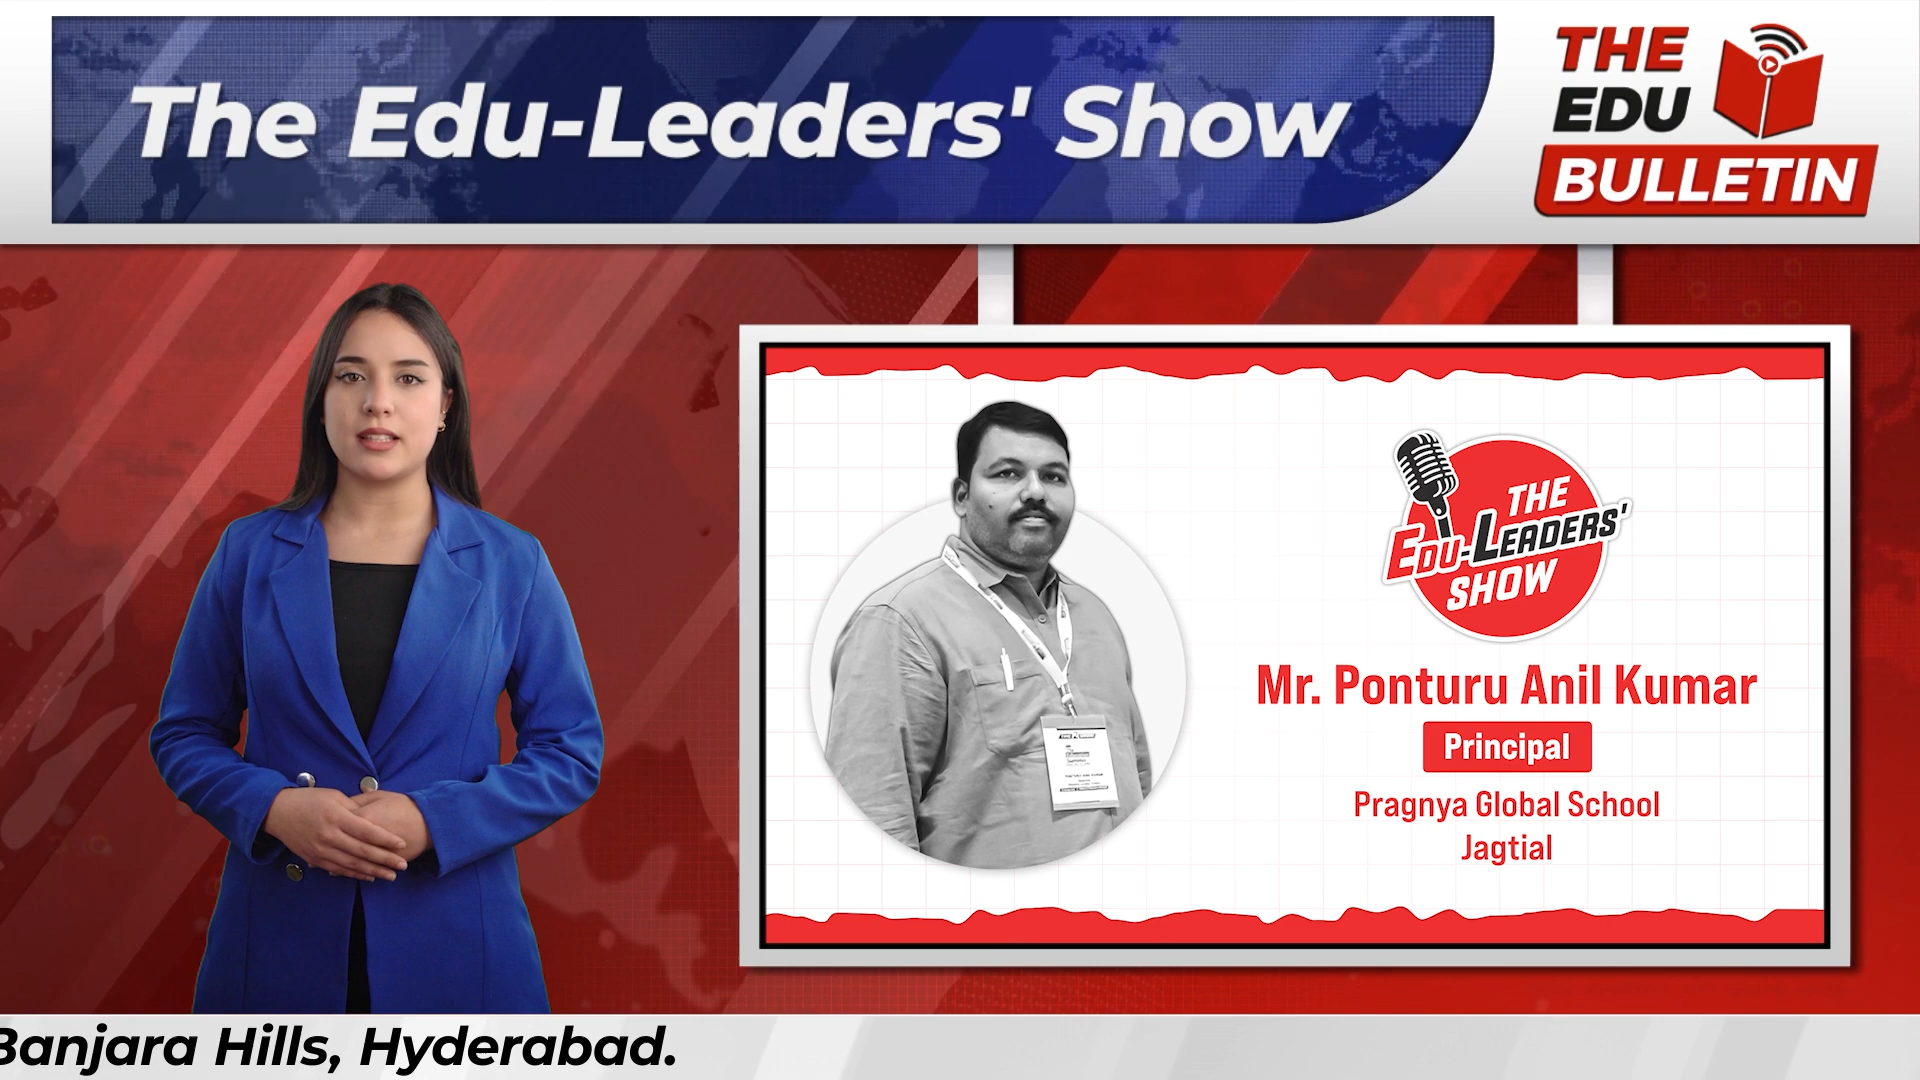 The Edu-Leaders' Show
THE
EDU
BULLETIN
THE
EDU-LEADERS'
SHOW
Mr. Ponturu Anil Kumar
Principal
Pragnya Global School
Jagtial
Banjara Hills, Hyderabad.